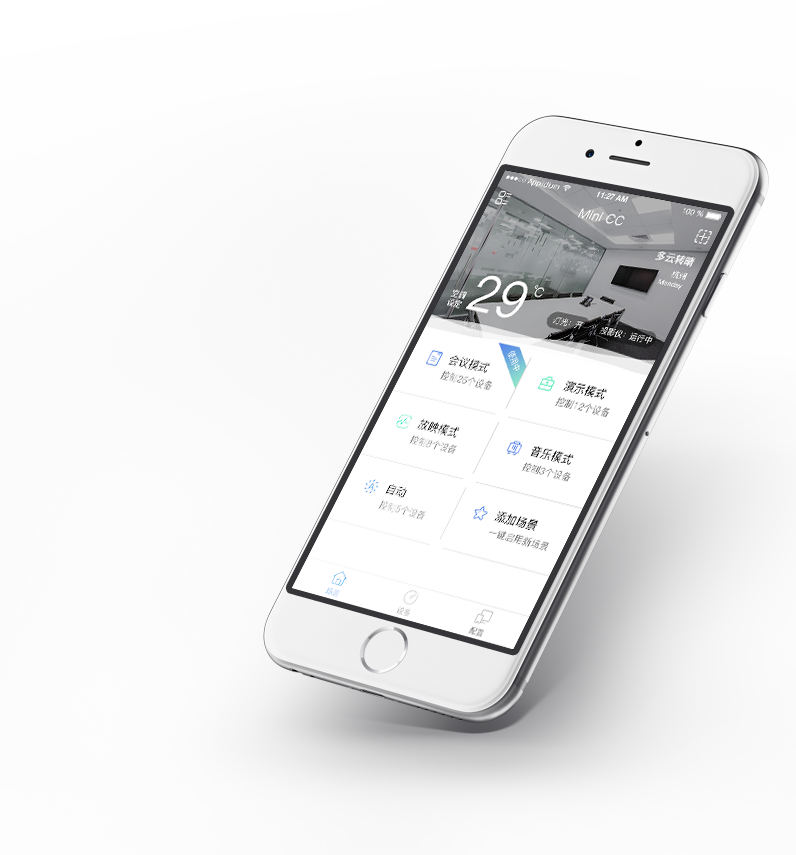 AppsiDuim
11:27 AM
100 %
Mini CC
多云转晴
杭州
Monday
空调
设定
29°C
灯光：开
投影仪：运行中
使用中
会议模式
控制25个设备
演示模式
控制12个设备
放映模式
控制8个设备
音乐模式
控制3个设备
自动
控制5个设备
添加场景
一键启用新场景
场景
设备
配置